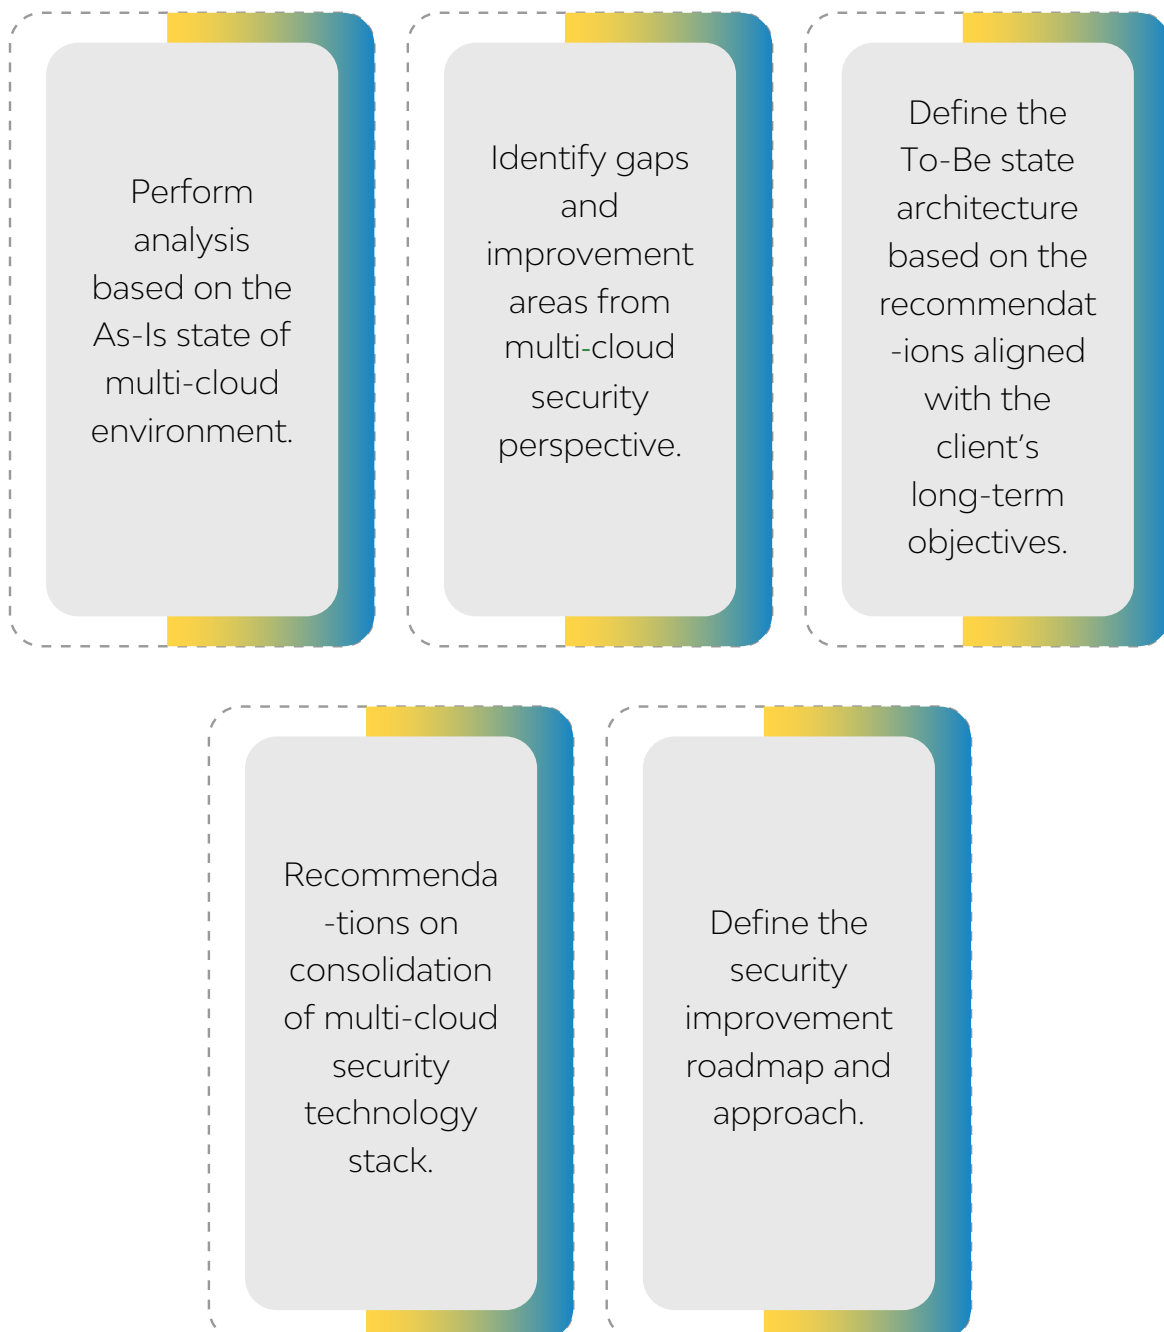 Perform
analysis
based on the
As-Is state of
multi-cloud
environment.
Identify gaps
and
improvement
areas from
multi-cloud
security
perspective.
Define the
To-Be state
architecture
based on the
recommendat
-ions aligned
with the
client’s
long-term
objectives.
Recommenda
-tions on
consolidation
of multi-cloud
security
technology
stack.
Define the
security
improvement
roadmap and
approach.